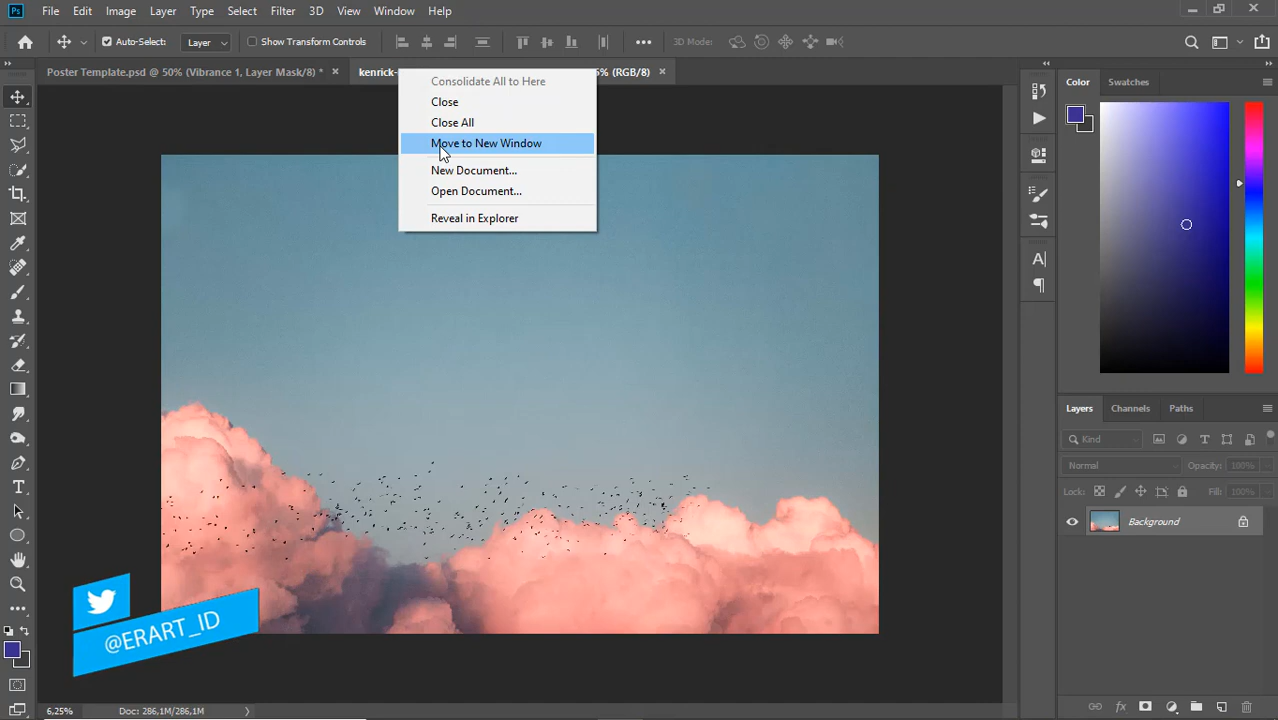 Ps File Edit Image Layer Type Select Filter 3D View Window Help
Auto-Select: Layer Show Transform Controls 3D Mode:
Poster Template.psd @ 50% (Vibrance 1, Layer Mask/8) * × kenrick- % (RGB/8) ×
Consolidate All to Here
Close
Close All
Move to New Window
New Document...
Open Document...
Reveal in Explorer
Color Swatches
Layers Channels Paths
Kind
Normal Opacity: 100%
Lock: Fill: 100%
Background
@ERART_ID
6,25% Doc: 286,1M/286,1M